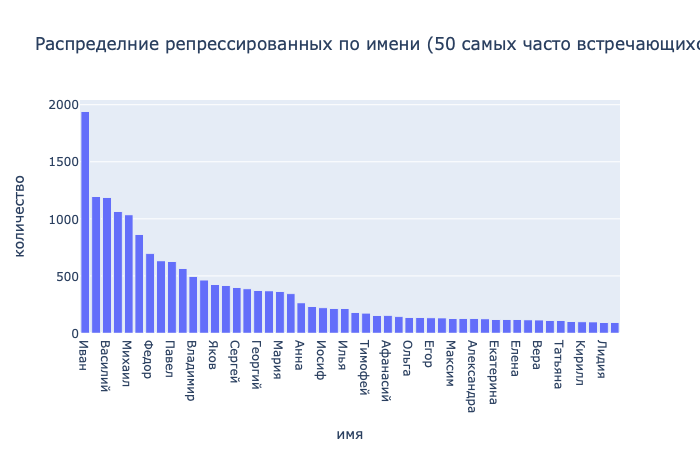 Распределние репрессированных по имени (50 самых часто
количество
2000
1500
1000
500
0
Иван
Василий
Михаил
Федор
Павел
Владимир
Яков
Сергей
Георгий
Мария
Анна
Иосиф
Илья
Тимофей
Афанасий
Ольга
Егор
Максим
Александра
Екатерина
Елена
Вера
Татьяна
Кирилл
Лидия
имя